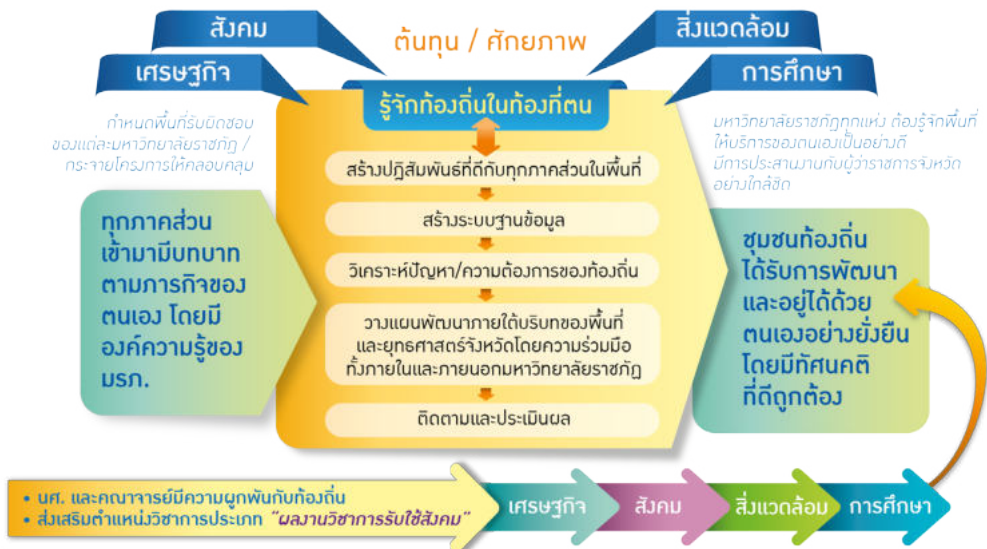 สังคม
ต้นทุน / ศักยภาพ
สิ่งแวดล้อม
เศรษฐกิจ
การศึกษา
รู้จักท้องถิ่นในท้องที่ตน
กำหนดพื้นที่รับผิดชอบ
ของแต่ละมหาวิทยาลัยราชภัฏ /
กระจายโครงการให้คลอบคลุม
มหาวิทยาลัยราชภัฏทุกแห่ง ต้องรู้จักพื้นที่
ให้บริการของตนเองเป็นอย่างดี
มีการประสานงานกับผู้ว่าราชการจังหวัด
อย่างใกล้ชิด
ทุกภาคส่วน
เข้ามามีบทบาท
ตามภารกิจของ
ตนเอง โดยมี
องค์ความรู้ของ
มรภ.
สร้างปฏิสัมพันธ์ที่ดีกับทุกภาคส่วนในพื้นที่
สร้างระบบฐานข้อมูล
วิเคราะห์ปัญหา/ความต้องการของท้องถิ่น
วางแผนพัฒนาภายใต้บริบทของพื้นที่
และยุทธศาสตร์จังหวัดโดยความร่วมมือ
ทั้งภายในและภายนอกมหาวิทยาลัยราชภัฏ
ติดตามและประเมินผล
ชุมชนท้องถิ่น
ได้รับการพัฒนา
และอยู่ได้ด้วย
ตนเองอย่างยั่งยืน
โดยมีทัศนคติ
ที่ดีถูกต้อง
• นศ. และคณาจารย์มีความผูกพันกับท้องถิ่น
• ส่งเสริมตำแหน่งวิชาการประเภท "ผลงานวิชาการรับใช้สังคม"
เศรษฐกิจ
สังคม
สิ่งแวดล้อม
การศึกษา